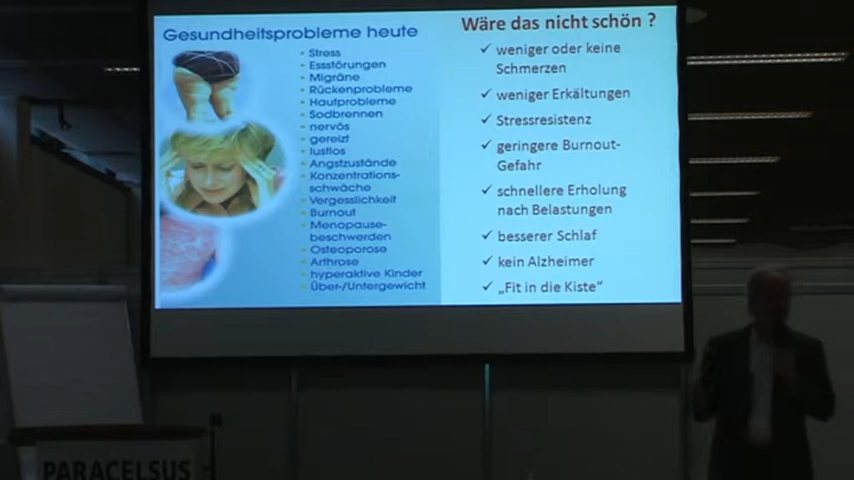 Gesundheitsprobleme heute
Stress
Essstörungen
Migräne
Rückenprobleme
Hautprobleme
Sodbrennen
nervös
gereizt
lustlos
Angstzustände
Konzentrations-
schwäche
Vergesslichkeit
Burnout
Menopause-
beschwerden
Osteoporose
Arthrose
hyperaktive Kinder
Über-/Untergewicht
Wäre das nicht schön ?
✓ weniger oder keine
Schmerzen
✓ weniger Erkältungen
✓ Stressresistenz
✓ geringere Burnout-
Gefahr
✓ schnellere Erholung
nach Belastungen
✓ besserer Schlaf
✓ kein Alzheimer
✓ „Fit in die Kiste“
PARACELSUS